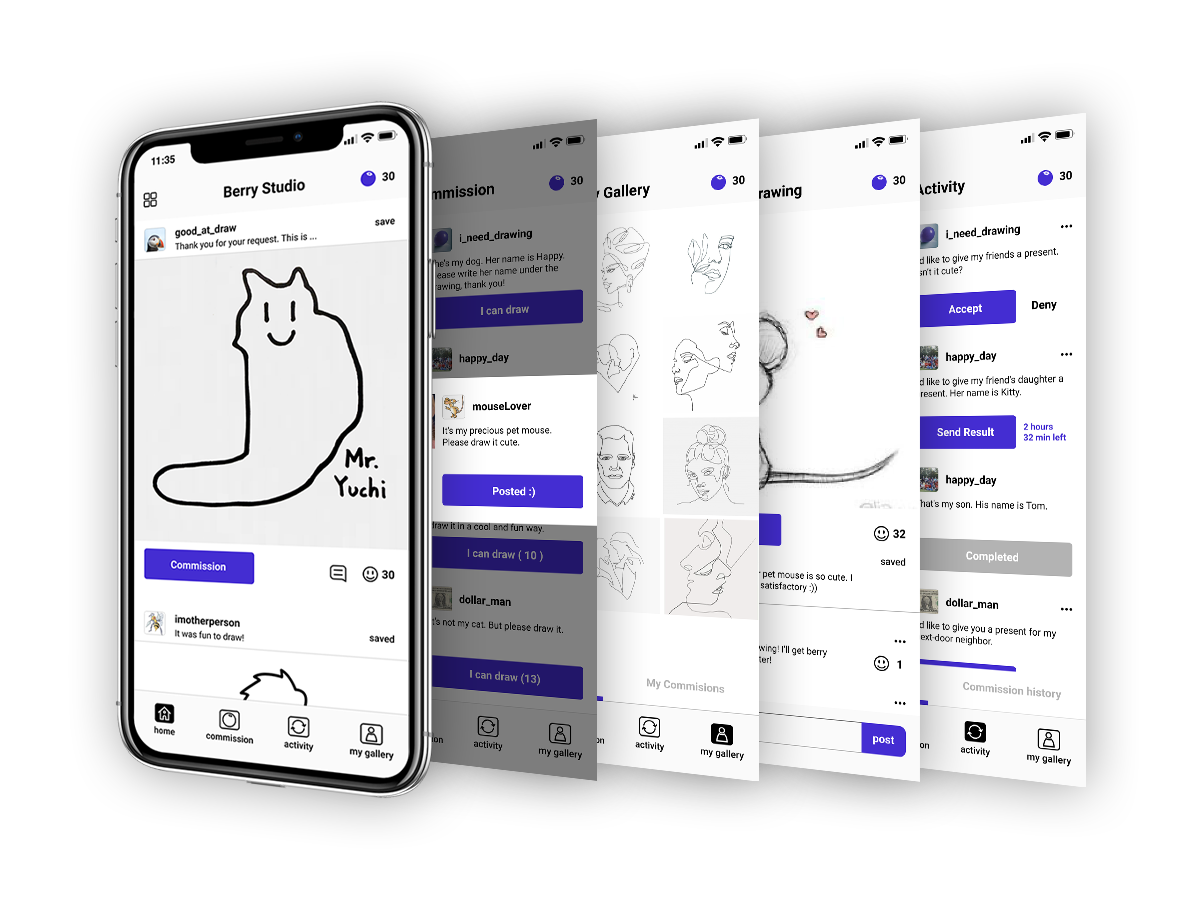 11:35
Berry Studio
30
good_at_draw
Thank you for your request. This is ...
save
Mr.
Yuchi
Commission
30
imotherperson
It was fun to draw!
saved
home
commission
activity
my gallery
mmission
30
i_need_drawing
he's my dog. Her name is Happy.
ease write her name under the
awing, thank you!
I can draw
happy_day
mouseLover
It's my precious pet mouse.
Please draw it cute.
Posted :)
raw it in a cool and fun way.
I can draw ( 10 )
dollar_man
t's not my cat. But please draw it.
I can draw (13)
on
activity
my gallery
y Gallery
30
My Commisions
on
activity
my gallery
rawing
30
32
saved
r pet mouse is so cute. I
satisfactory :))
wing! I'll get berry
ter!
1
post
Activity
30
i_need_drawing
d like to give my friends a present.
sn't it cute?
Accept
Deny
happy_day
d like to give my friend's daughter a
resent. Her name is Kitty.
Send Result
2 hours
32 min left
happy_day
hat's my son. His name is Tom.
Completed
dollar_man
d like to give you a present for my
ext-door neighbor.
Commission history
on
activity
my gallery